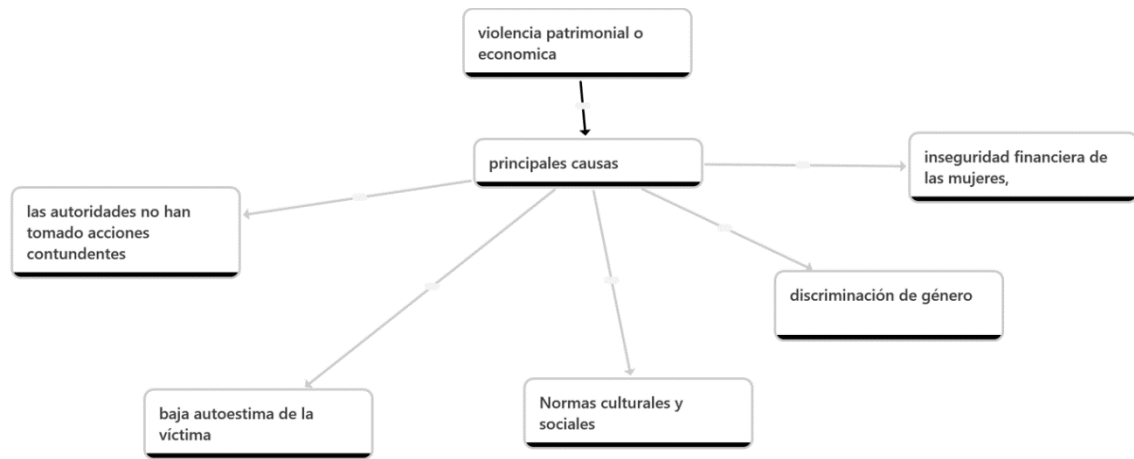 violencia patrimonial o
economica
principales causas
inseguridad financiera de
las mujeres,
las autoridades no han
tomado acciones
contundentes
discriminación de género
baja autoestima de la
víctima
Normas culturales y
sociales